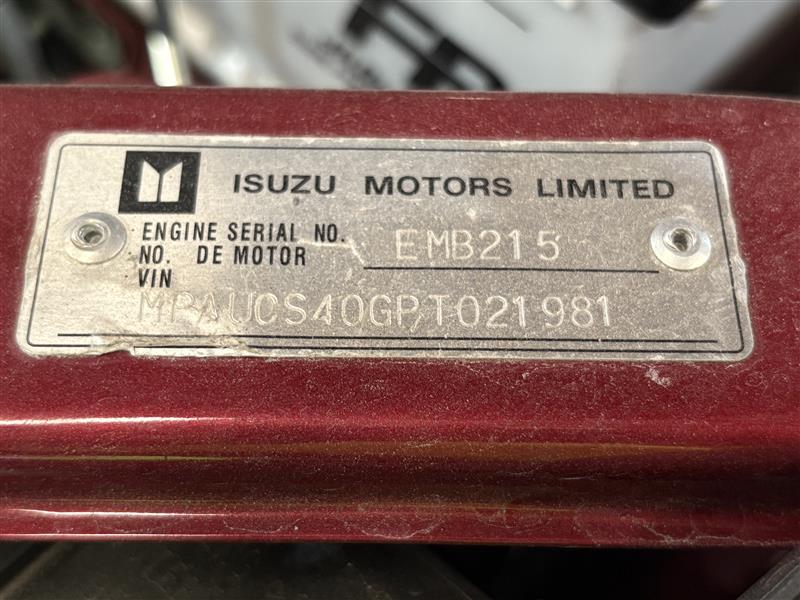 ISUZU MOTORS LIMITED
ENGINE SERIAL NO.
NO. DE MOTOR
EMB215
VIN
MPAUCS40GPT021981